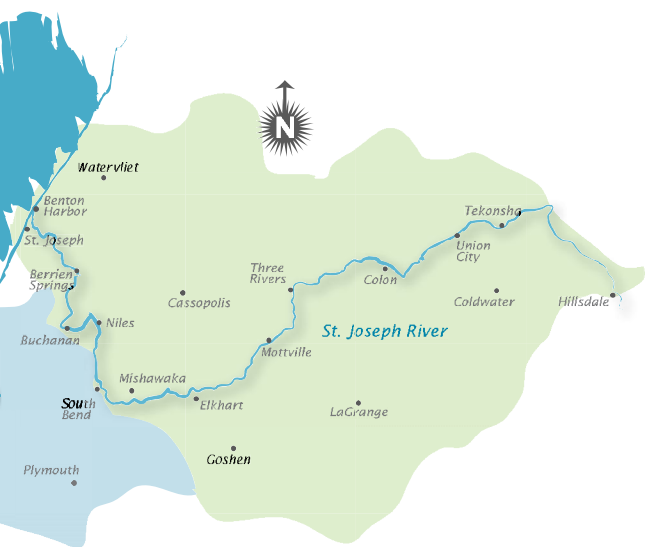 N
Watervliet
Benton
Harbor
St. Joseph
Tekonsha
Union
City
Berrien
Springs
Three
Rivers
Colon
Cassopolis
Coldwater
Hillsdale
Niles
St. Joseph River
Buchanan
Mottville
Mishawaka
South
Bend
Elkhart
LaGrange
Goshen
Plymouth